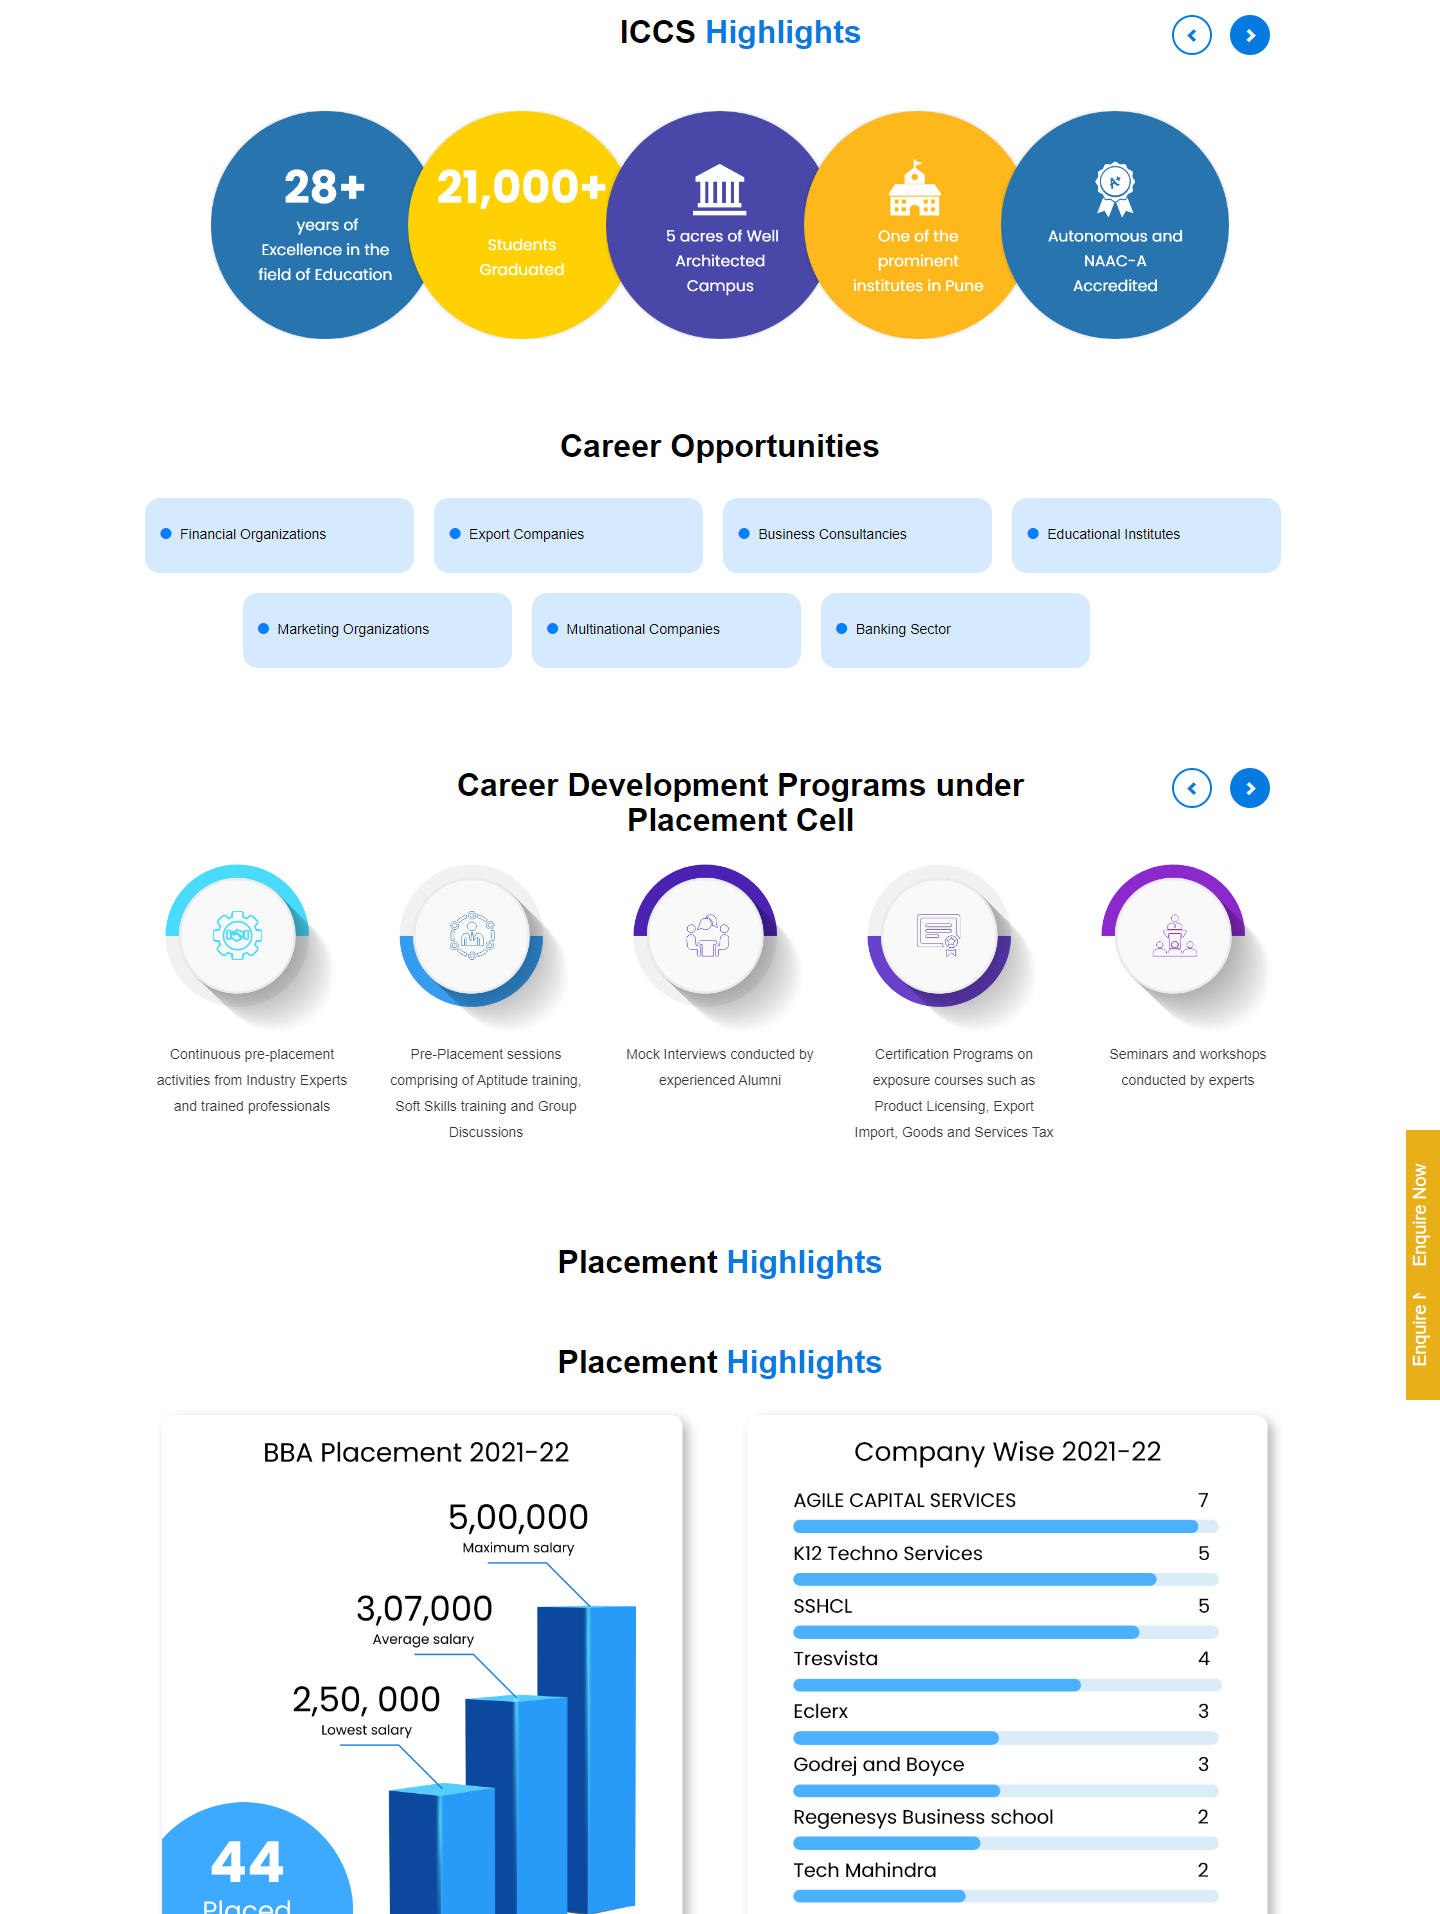 ICCS Highlights
28+
years of
Excellence in the
field of Education
21,000+
Students
Graduated
5 acres of Well
Architected
Campus
One of the
prominent
institutes in Pune
A+
Autonomous and
NAAC-A
Accredited
Career Opportunities
Financial Organizations
Export Companies
Business Consultancies
Educational Institutes
Marketing Organizations
Multinational Companies
Banking Sector
Career Development Programs under
Placement Cell
Continuous pre-placement
activities from Industry Experts
and trained professionals
Pre-Placement sessions
comprising of Aptitude training,
Soft Skills training and Group
Discussions
Mock Interviews conducted by
experienced Alumni
Certification Programs on
exposure courses such as
Product Licensing, Export
Import, Goods and Services Tax
Seminars and workshops
conducted by experts
Enquire Now
Enquire
Placement Highlights
Placement Highlights
BBA Placement 2021-22
5,00,000
Maximum salary
3,07,000
Average salary
2,50, 000
Lowest salary
44
Placed
Company Wise 2021-22
AGILE CAPITAL SERVICES 7
K12 Techno Services 5
SSHCL 5
Tresvista 4
Eclerx 3
Godrej and Boyce 3
Regenesys Business school 2
Tech Mahindra 2